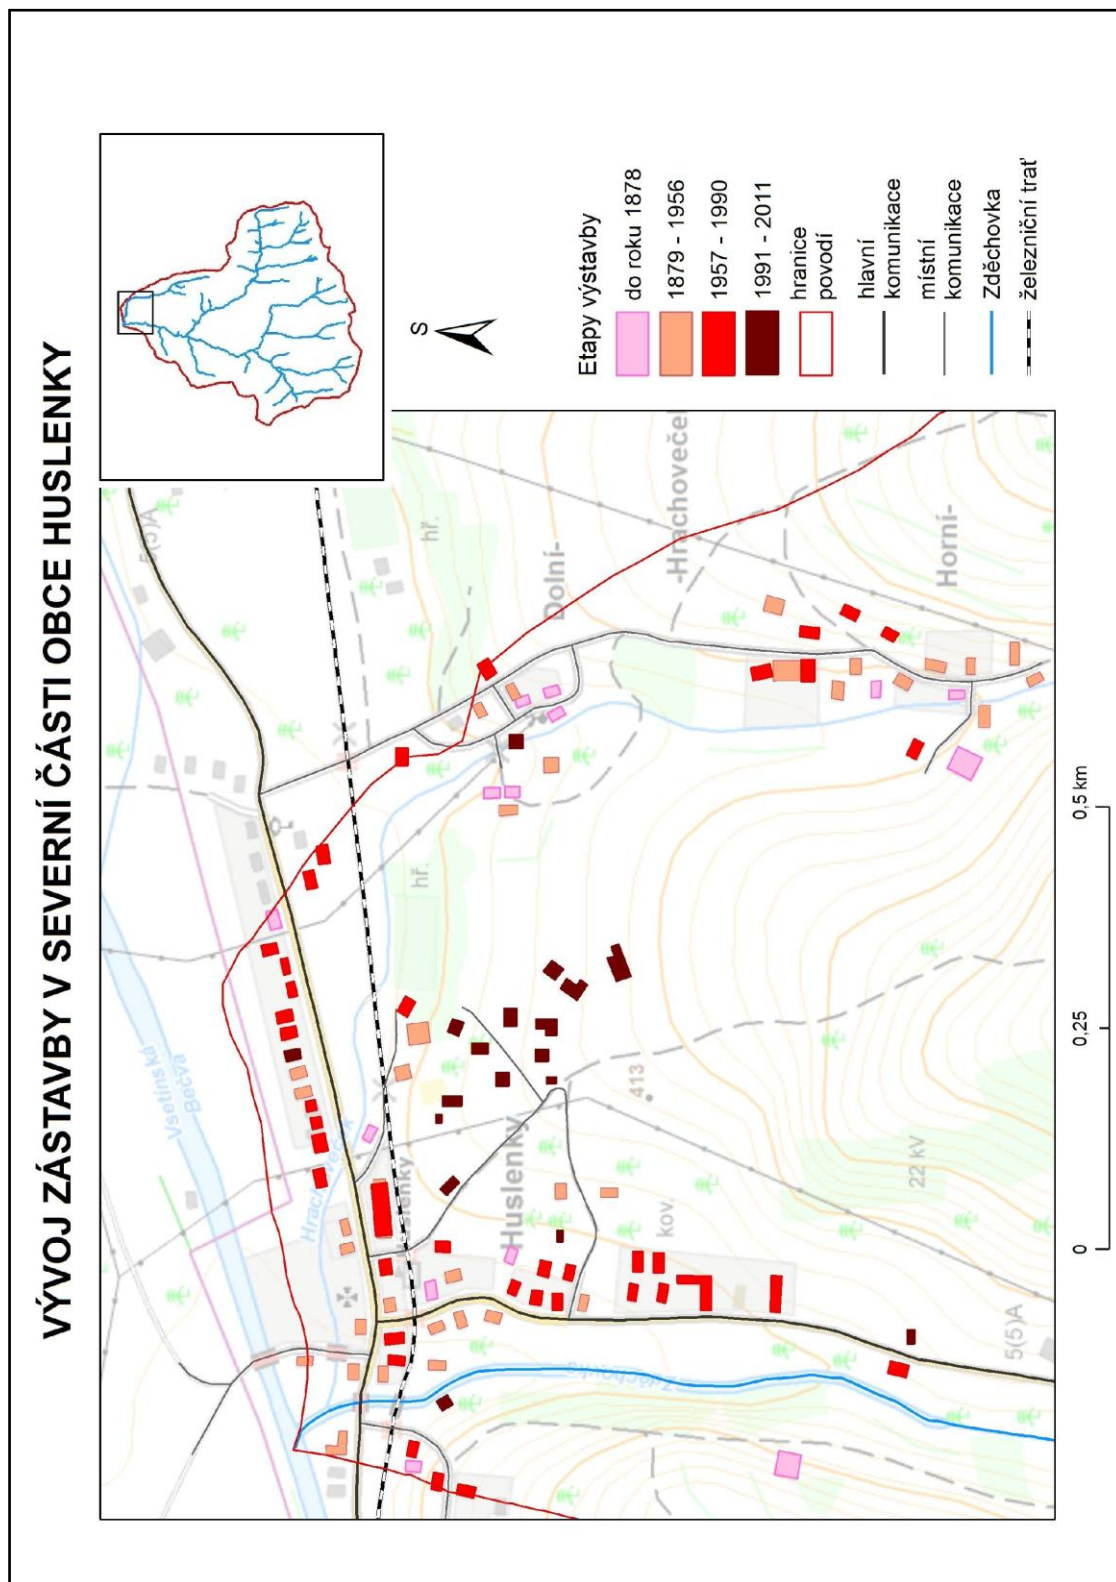 VÝVOJ ZÁSTAVBY V SEVERNÍ ČÁSTI OBCE HUSLENKY
S
Etapy výstavby
do roku 1878
1879 - 1956
1957 - 1990
1991 - 2011
hranice
povodí
hlavní
komunikace
místní
komunikace
Zděchovka
železniční trať
5(5)A
Vsetínská
Bečva
hř.
hř.
Dolní-
-Hrachoveče
Horní-
Huslenky
413
kov.
22 kV
Zděchovka
5(5)A
0
0,25
0,5 km